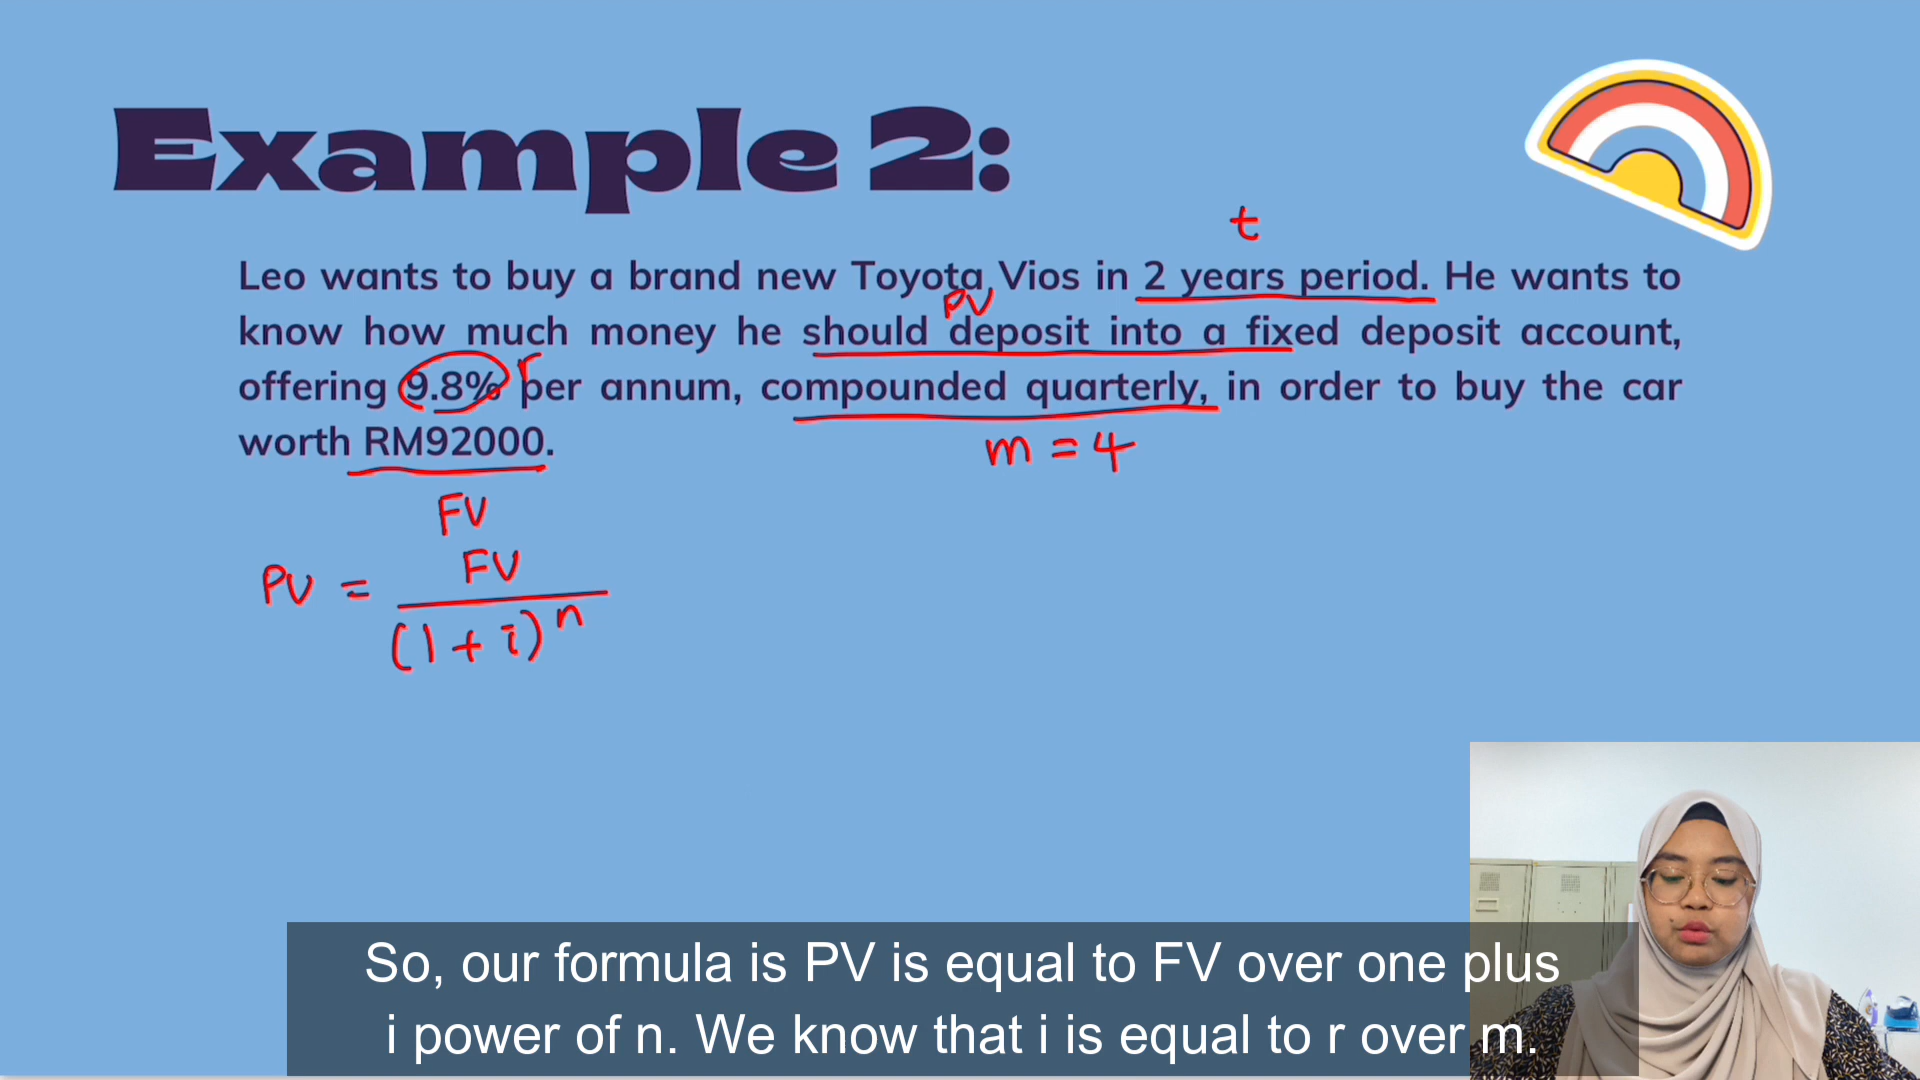 Example 2:
t
Leo wants to buy a brand new Toyota Vios in 2 years period. He wants to
PV
know how much money he should deposit into a fixed deposit account,
r
offering 9.8% per annum, compounded quarterly, in order to buy the car
worth RM92000.
m = 4
FV
PV = FV
(1 + i)^n
So, our formula is PV is equal to FV over one plus
i power of n. We know that i is equal to r over m.